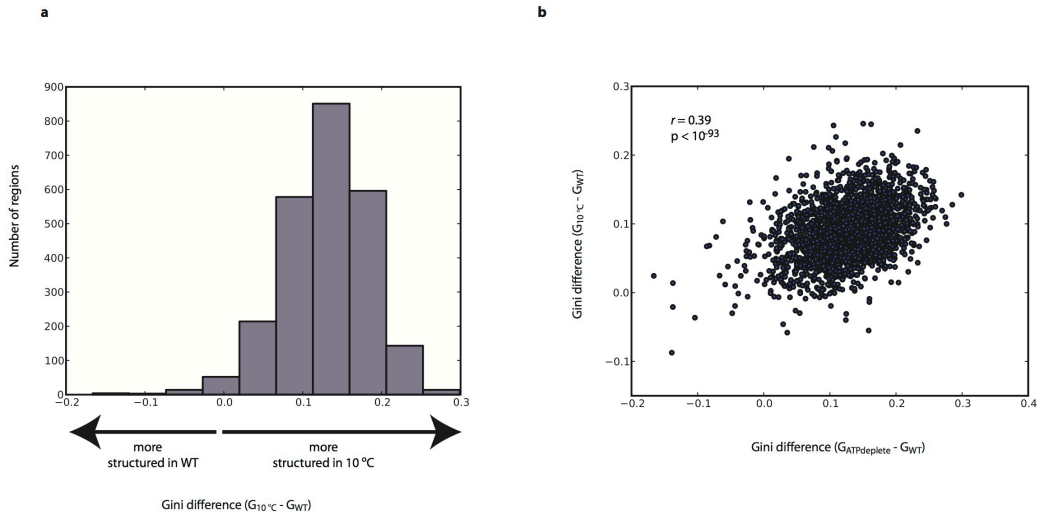 a
b
Number of regions
900
800
700
600
500
400
300
200
100
0
−0.2
−0.1
0.0
0.1
0.2
0.3
more
structured in WT
more
structured in 10 ºC
Gini difference (G10 ºC - GWT)
Gini difference (G10 ºC - GWT)
r = 0.39
p < 10-93
0.3
0.2
0.1
0.0
−0.1
−0.2
−0.1
0.0
0.1
0.2
0.3
0.4
Gini difference (GATPdeplete - GWT)